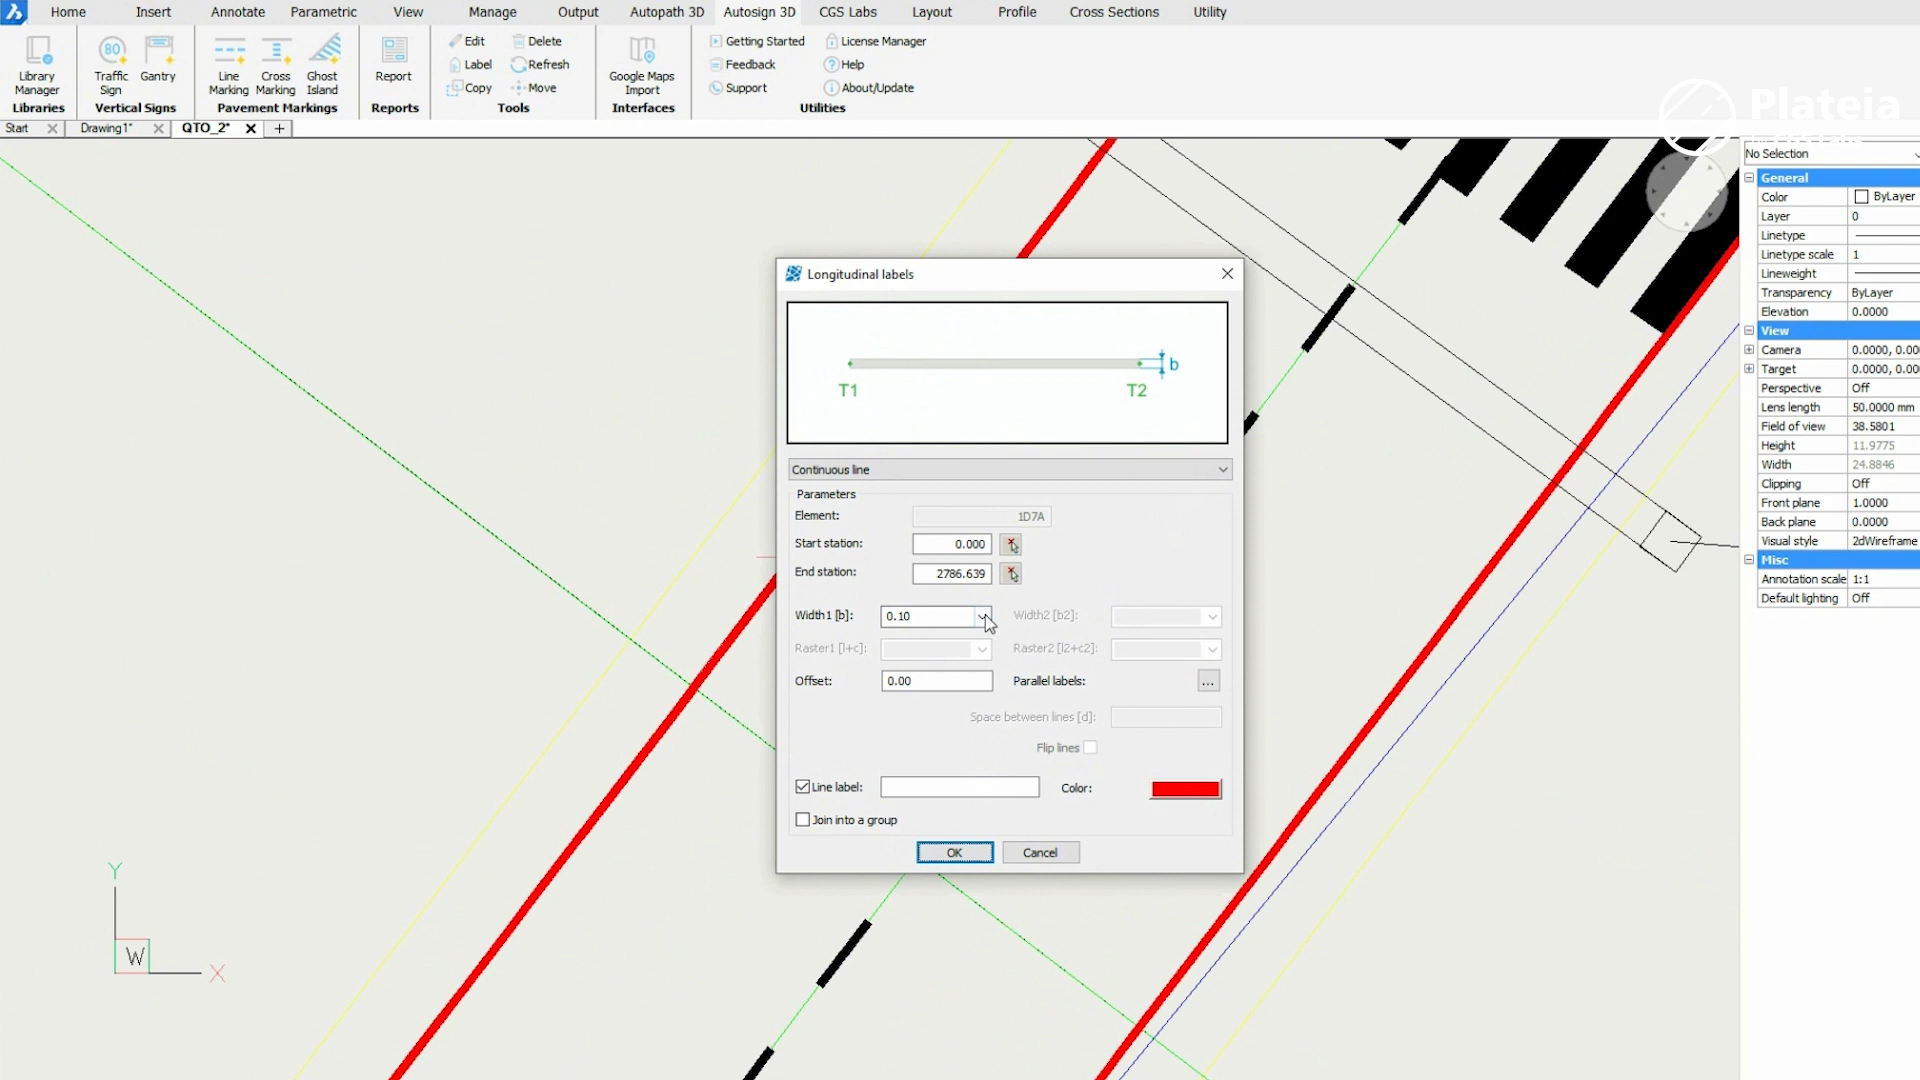 Home Insert Annotate Parametric View Manage Output Autopath 3D Autosign 3D CGS Labs Layout Profile Cross Sections Utility
Library Manager
Libraries
Traffic Sign
Gantry
Vertical Signs
Line Marking
Cross Marking
Ghost Island
Pavement Markings
Report
Reports
Edit
Label
Copy
Delete
Refresh
Move
Tools
Google Maps Import
Interfaces
Getting Started
Feedback
Support
License Manager
Help
About/Update
Utilities
80
Start
Drawing1*
QTO_2*
Plateia
No Selection
General
Color ByLayer
Layer 0
Linetype
Linetype scale 1
Lineweight
Transparency ByLayer
Elevation 0.0000
View
Camera 0.0000, 0.00
Target 0.0000, 0.00
Perspective Off
Lens length 50.0000 mm
Field of view 38.5801
Height 11.9775
Width 24.8846
Clipping Off
Front plane 1.0000
Back plane 0.0000
Visual style 2dWireframe
Misc
Annotation scale 1:1
Default lighting Off
Longitudinal labels
T1
T2
b
Continuous line
Parameters
Element: 1D7A
Start station: 0.000
End station: 2786.639
Width1 [b]: 0.10
Width2 [b2]:
Raster1 [l+c]:
Raster2 [l2+c2]:
Offset: 0.00
Parallel labels: ...
Space between lines [d]:
Flip lines
Line label:
Color:
Join into a group
OK
Cancel
Y
W
X